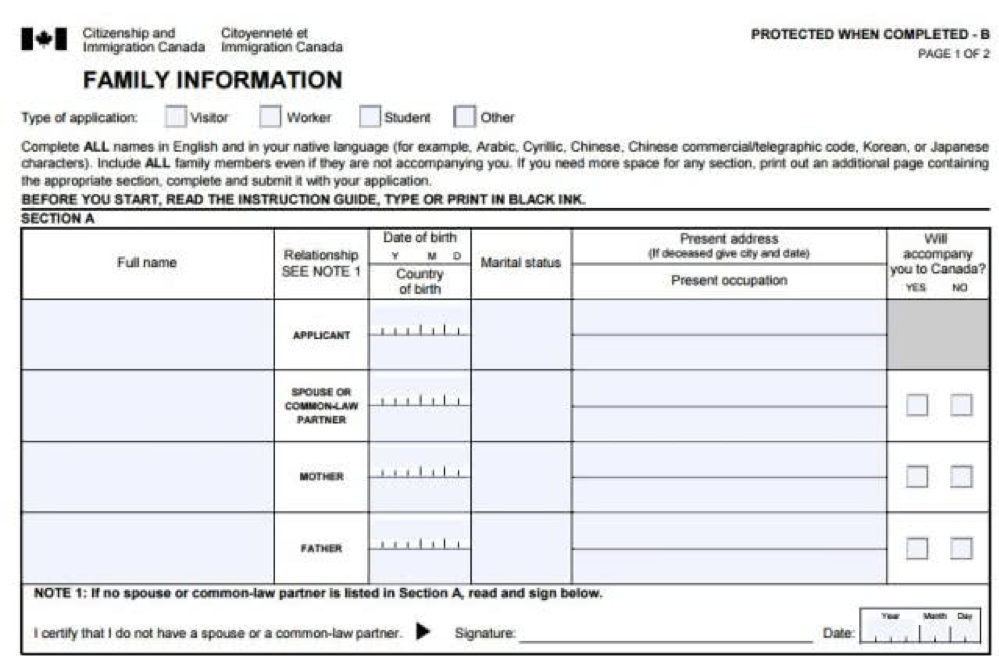 Citizenship and Citoyenneté et
Immigration Canada Immigration Canada
PROTECTED WHEN COMPLETED - B
PAGE 1 OF 2
FAMILY INFORMATION
Type of application: Visitor Worker Student Other
Complete ALL names in English and in your native language (for example, Arabic, Cyrillic, Chinese, Chinese commercial/telegraphic code, Korean, or Japanese
characters). Include ALL family members even if they are not accompanying you. If you need more space for any section, print out an additional page containing
the appropriate section, complete and submit it with your application.
BEFORE YOU START, READ THE INSTRUCTION GUIDE, TYPE OR PRINT IN BLACK INK.
SECTION A
Full name
Relationship
SEE NOTE 1
Date of birth
Y M D
Country
of birth
Marital status
Present address
(If deceased give city and date)
Present occupation
Will
accompany
you to Canada?
YES NO
APPLICANT
SPOUSE OR
COMMON-LAW
PARTNER
MOTHER
FATHER
NOTE 1: If no spouse or common-law partner is listed in Section A, read and sign below.
I certify that I do not have a spouse or a common-law partner. Signature: Date: Year Month Day